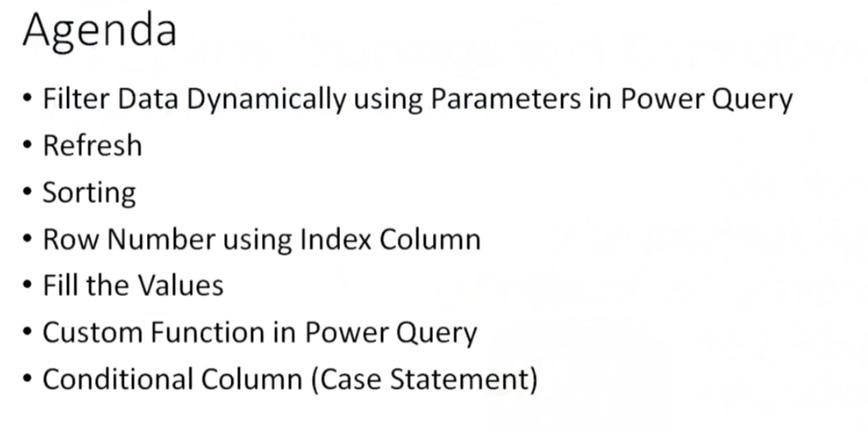 Agenda
• Filter Data Dynamically using Parameters in Power Query
• Refresh
• Sorting
• Row Number using Index Column
• Fill the Values
• Custom Function in Power Query
• Conditional Column (Case Statement)